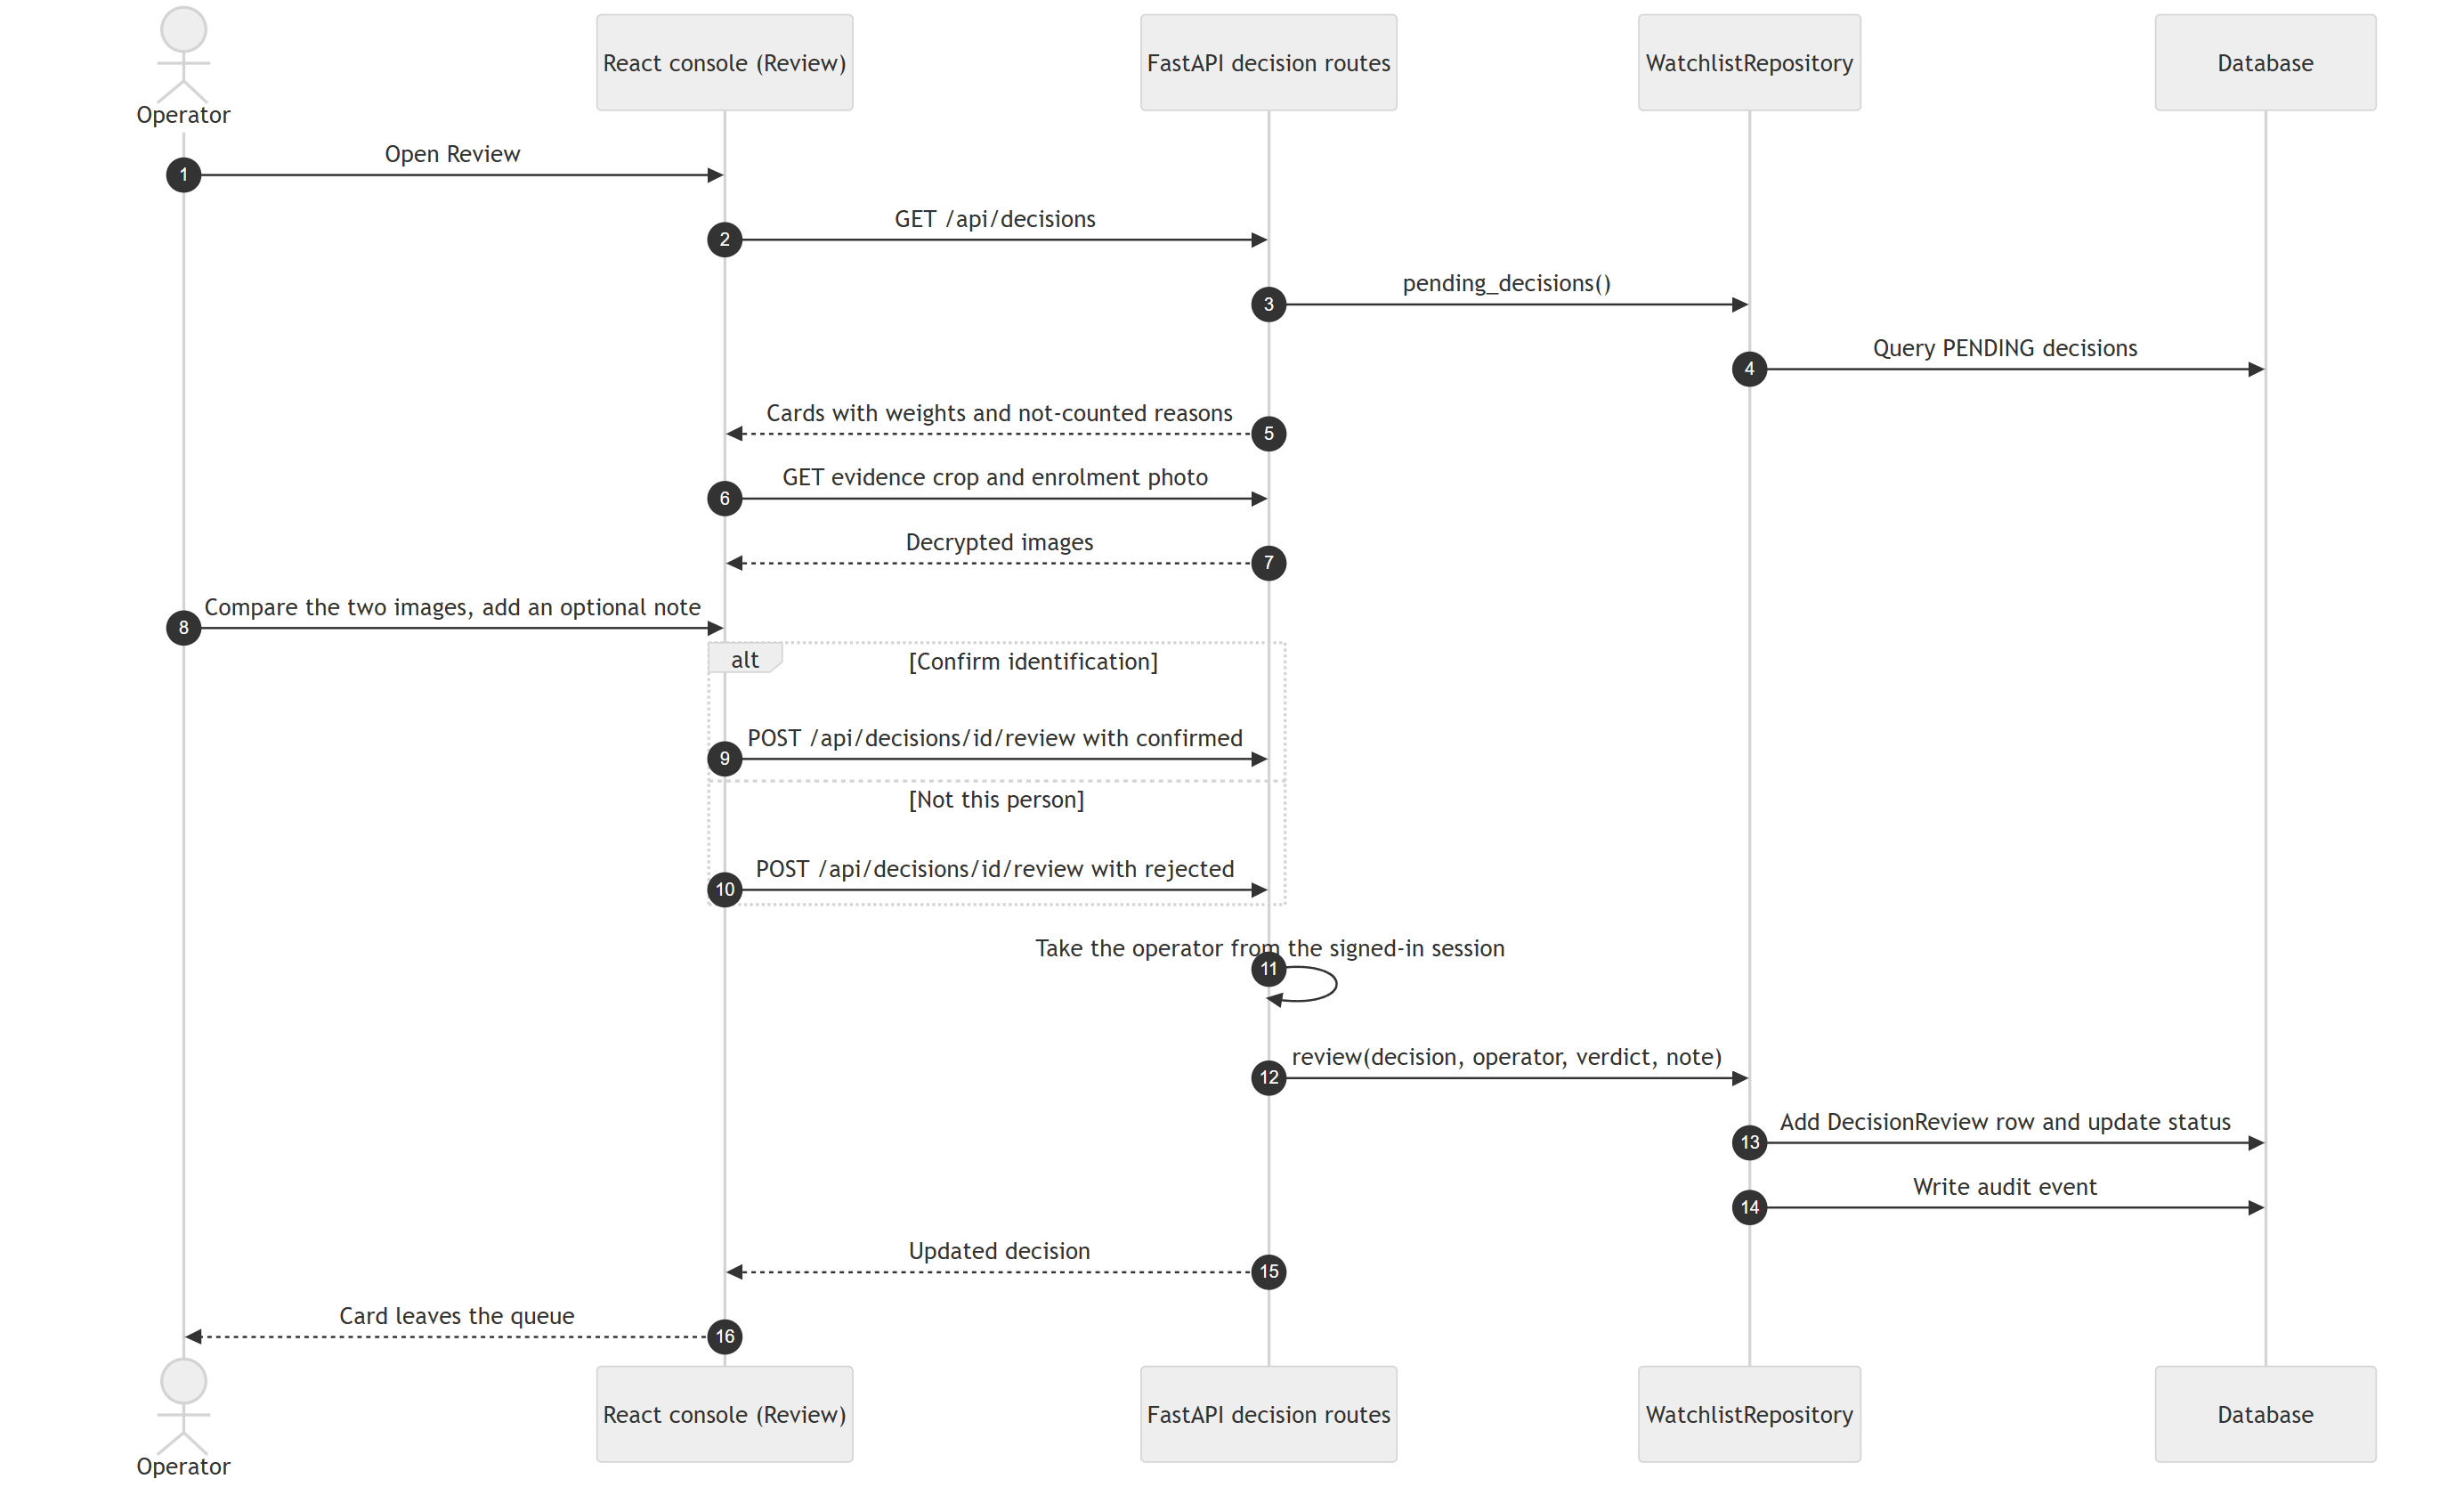 Operator
React console (Review)
FastAPI decision routes
WatchlistRepository
Database
Open Review
1
GET /api/decisions
2
pending_decisions()
3
Query PENDING decisions
4
Cards with weights and not-counted reasons
5
GET evidence crop and enrolment photo
6
Decrypted images
7
Compare the two images, add an optional note
8
alt
[Confirm identification]
POST /api/decisions/id/review with confirmed
9
[Not this person]
POST /api/decisions/id/review with rejected
10
Take the operator from the signed-in session
11
review(decision, operator, verdict, note)
12
Add DecisionReview row and update status
13
Write audit event
14
Updated decision
15
Card leaves the queue
16
Operator
React console (Review)
FastAPI decision routes
WatchlistRepository
Database